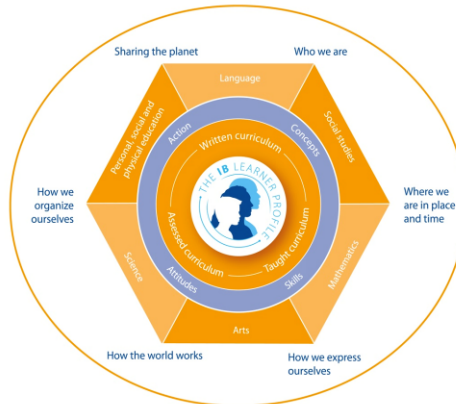 Sharing the planet
Who we are
Language
Personal, social and
physical education
Social studies
Action
Concepts
Written curriculum
THE IB LEARNER PROFILE
How we
organize
ourselves
Where we
are in place
and time
Assessed curriculum
Taught curriculum
Science
Attitudes
Skills
Mathematics
Arts
How the world works
How we express
ourselves